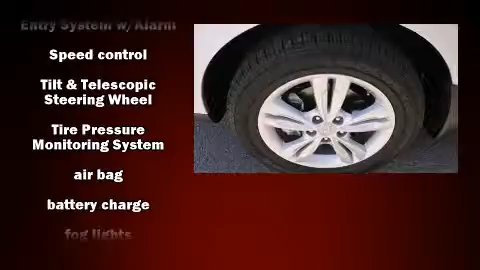 Entry System w/Alarm
Speed control
Tilt & Telescopic
Steering Wheel
Tire Pressure
Monitoring System
air bag
battery charge
fog lights